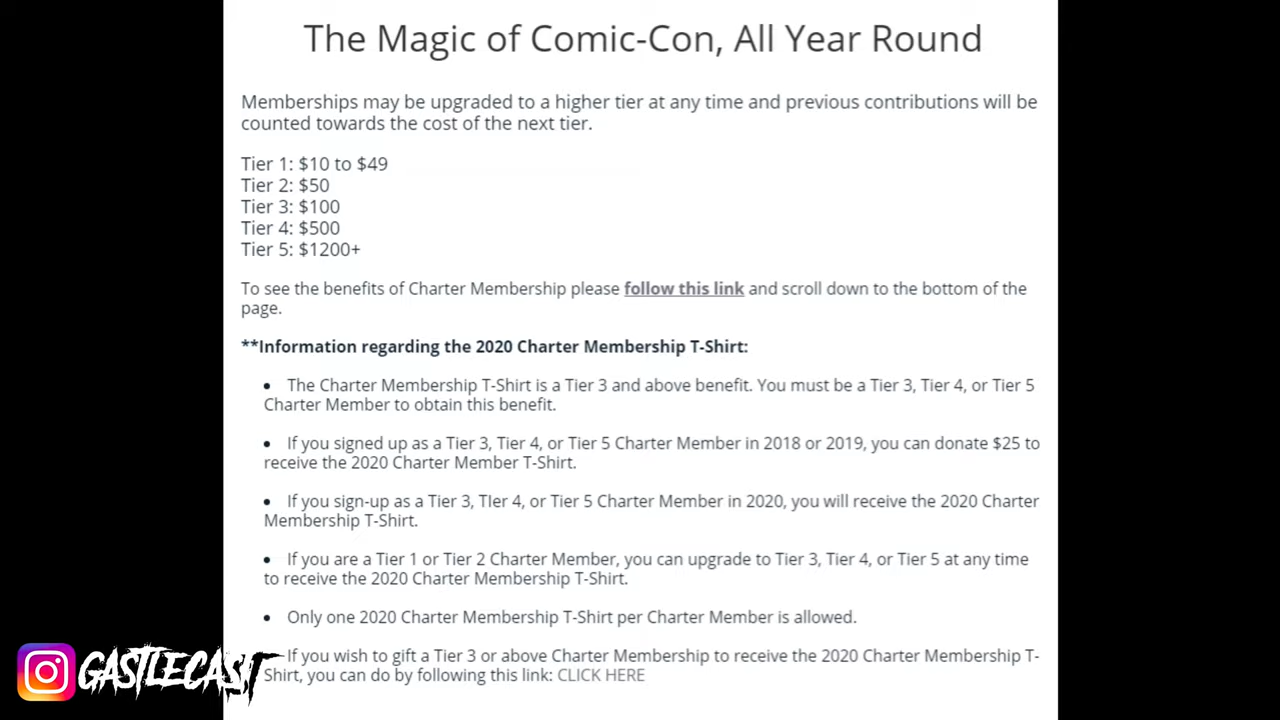 The Magic of Comic-Con, All Year Round
Memberships may be upgraded to a higher tier at any time and previous contributions will be
counted towards the cost of the next tier.
Tier 1: $10 to $49
Tier 2: $50
Tier 3: $100
Tier 4: $500
Tier 5: $1200+
To see the benefits of Charter Membership please follow this link and scroll down to the bottom of the
page.
**Information regarding the 2020 Charter Membership T-Shirt:
• The Charter Membership T-Shirt is a Tier 3 and above benefit. You must be a Tier 3, Tier 4, or Tier 5
Charter Member to obtain this benefit.
• If you signed up as a Tier 3, Tier 4, or Tier 5 Charter Member in 2018 or 2019, you can donate $25 to
receive the 2020 Charter Member T-Shirt.
• If you sign-up as a Tier 3, TIer 4, or Tier 5 Charter Member in 2020, you will receive the 2020 Charter
Membership T-Shirt.
• If you are a Tier 1 or Tier 2 Charter Member, you can upgrade to Tier 3, Tier 4, or Tier 5 at any time
to receive the 2020 Charter Membership T-Shirt.
• Only one 2020 Charter Membership T-Shirt per Charter Member is allowed.
If you wish to gift a Tier 3 or above Charter Membership to receive the 2020 Charter Membership T-
Shirt, you can do by following this link: CLICK HERE
GASTLECAST